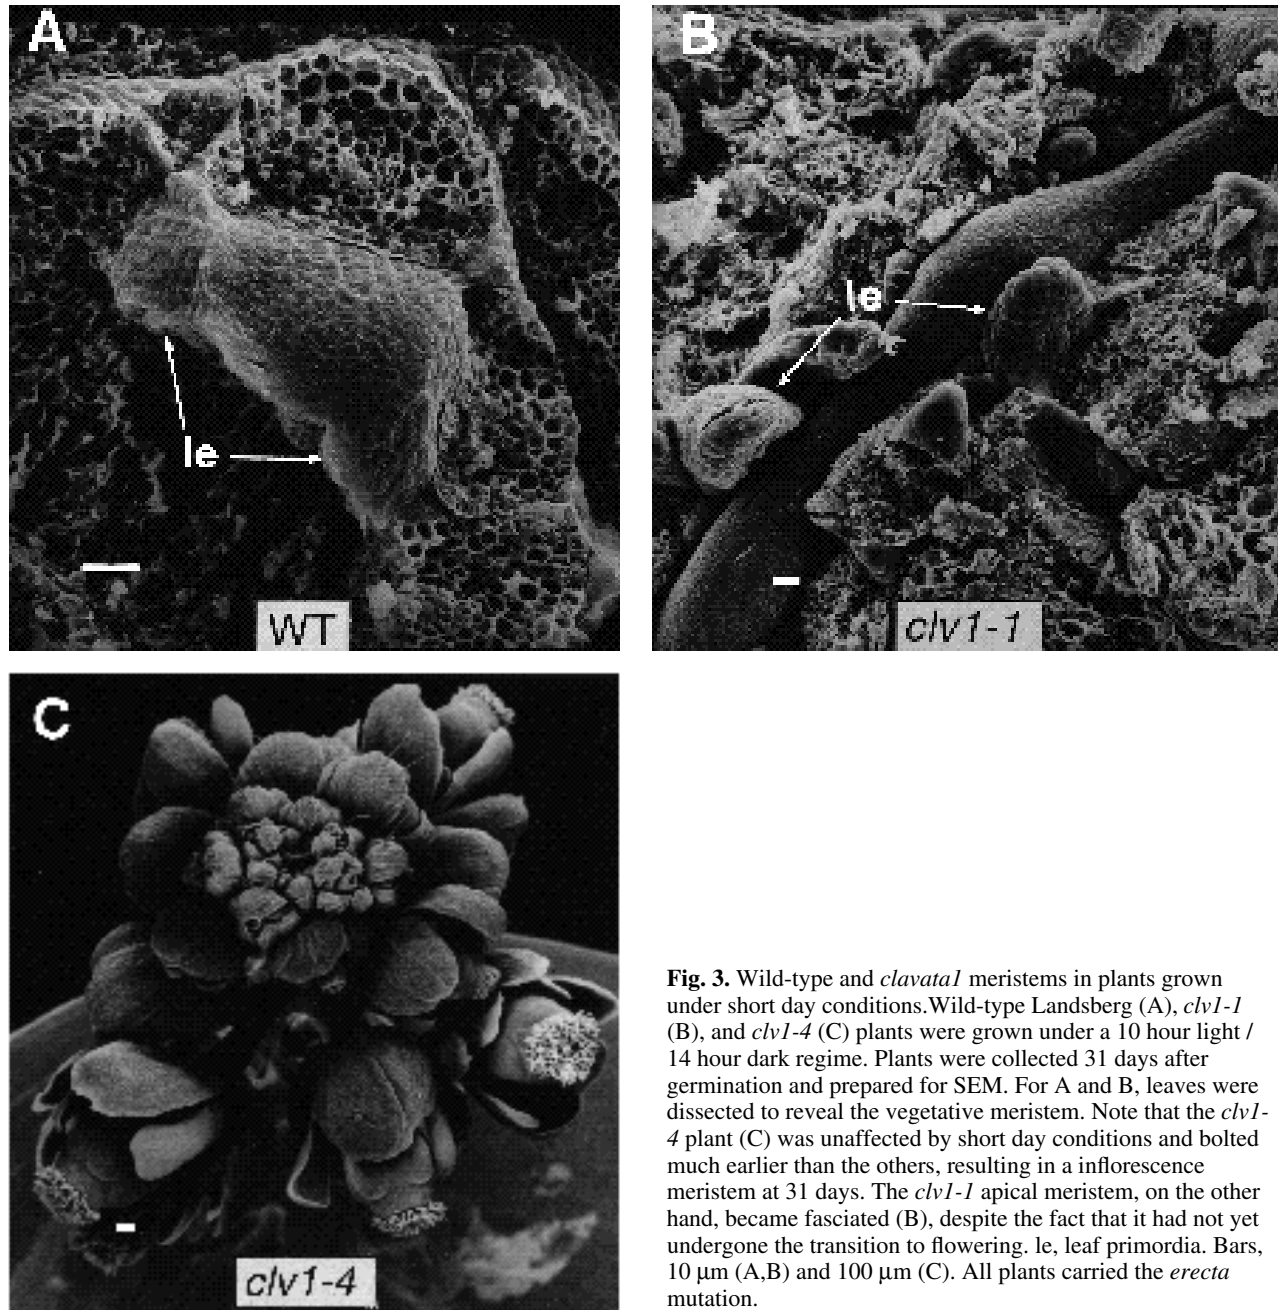 A
B
le
le
WT
clv1-1
C
clv1-4
Fig. 3. Wild-type and clavata1 meristems in plants grown
under short day conditions.Wild-type Landsberg (A), clv1-1
(B), and clv1-4 (C) plants were grown under a 10 hour light /
14 hour dark regime. Plants were collected 31 days after
germination and prepared for SEM. For A and B, leaves were
dissected to reveal the vegetative meristem. Note that the clv1-
4 plant (C) was unaffected by short day conditions and bolted
much earlier than the others, resulting in a inflorescence
meristem at 31 days. The clv1-1 apical meristem, on the other
hand, became fasciated (B), despite the fact that it had not yet
undergone the transition to flowering. le, leaf primordia. Bars,
10 μm (A,B) and 100 μm (C). All plants carried the erecta
mutation.